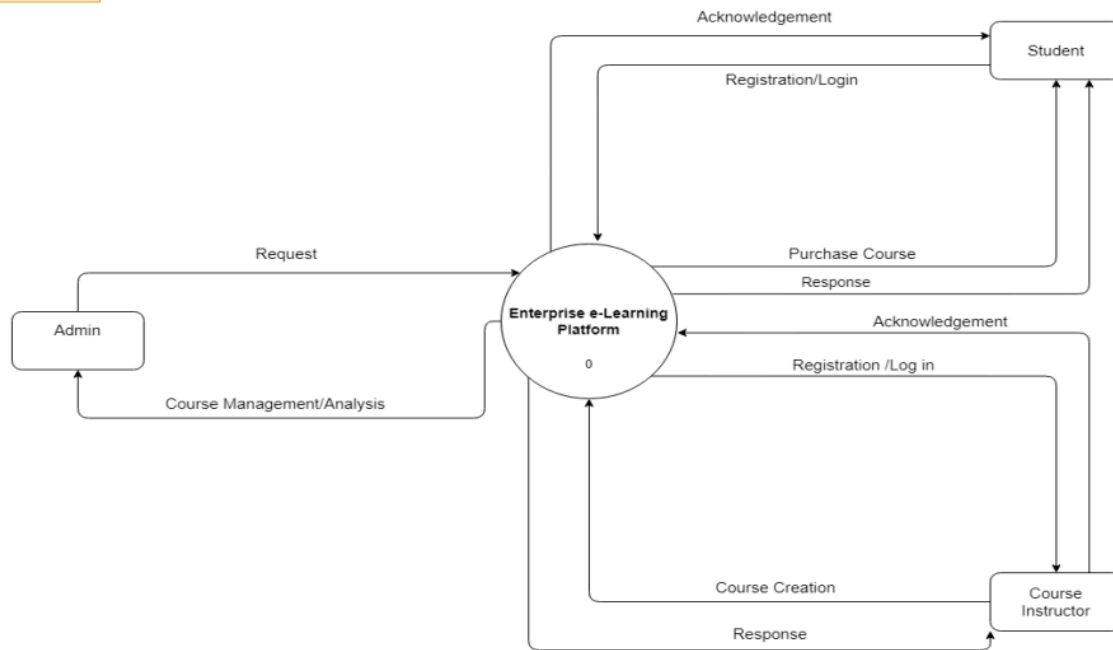 Acknowledgement
Student
Registration/Login
Request
Purchase Course
Response
Enterprise e-Learning
Platform
0
Admin
Acknowledgement
Registration /Log in
Course Management/Analysis
Course Creation
Course
Instructor
Response